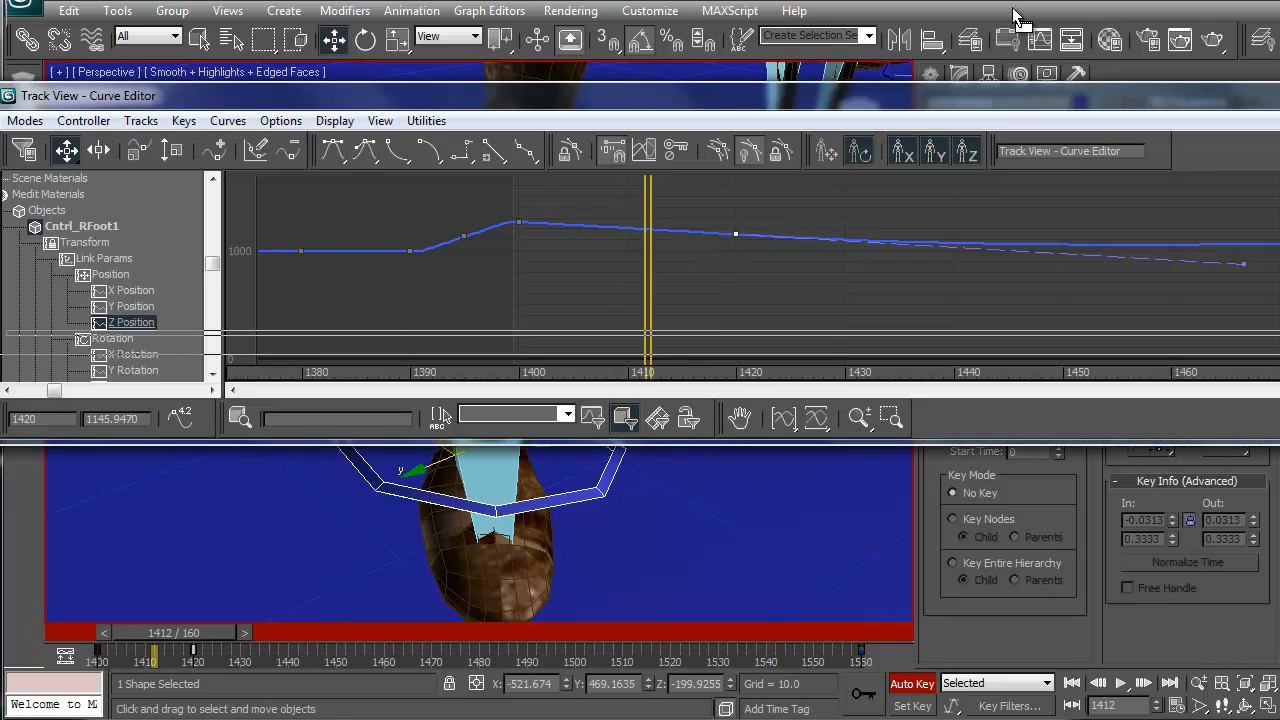 Edit Tools Group Views Create Modifiers Animation Graph Editors Rendering Customize MAXScript Help
All View 3 % ABC Create Selection Se
[ + ] [ Perspective ] [ Smooth + Highlights + Edged Faces ]
Track View - Curve Editor
Modes Controller Tracks Keys Curves Options Display View Utilities
X Y Z Track View - Curve Editor
Scene Materials
Medit Materials
Objects
Cntrl_RFoot1
Transform
Link Params
Position
X Position
Y Position
Z Position
Rotation
X Rotation
Y Rotation
1000
0
1380 1390 1400 1410 1420 1430 1440 1450 1460
1420 1145.9470 4.2 ABC
y
Start Time: 0
Key Mode
No Key
Key Nodes
Child Parents
Key Entire Hierarchy
Child Parents
- Key Info (Advanced)
In: Out:
-0.0313 0.0313
0.3333 0.3333
Normalize Time
Free Handle
< 1412 / 160 >
1400 1410 1420 1430 1440 1450 1460 1470 1480 1490 1500 1510 1520 1530 1540 1550 1560
1 Shape Selected X: -521.674 Y: 469.1635 Z: -199.9255 Grid = 10.0 Auto Key Selected
Welcome to MA Click and drag to select and move objects Add Time Tag Set Key Key Filters... 1412